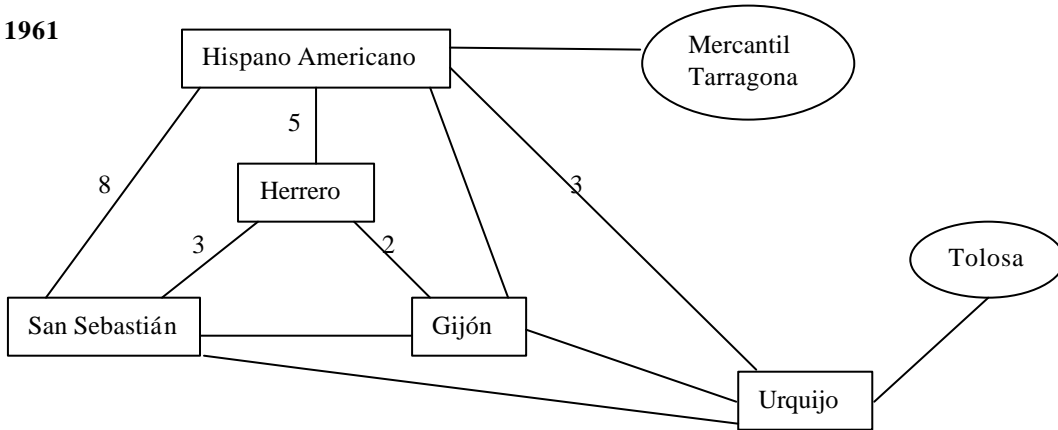 1961
Hispano Americano
Mercantil
Tarragona
5
8
Herrero
3
3
2
Tolosa
San Sebastián
Gijón
Urquijo